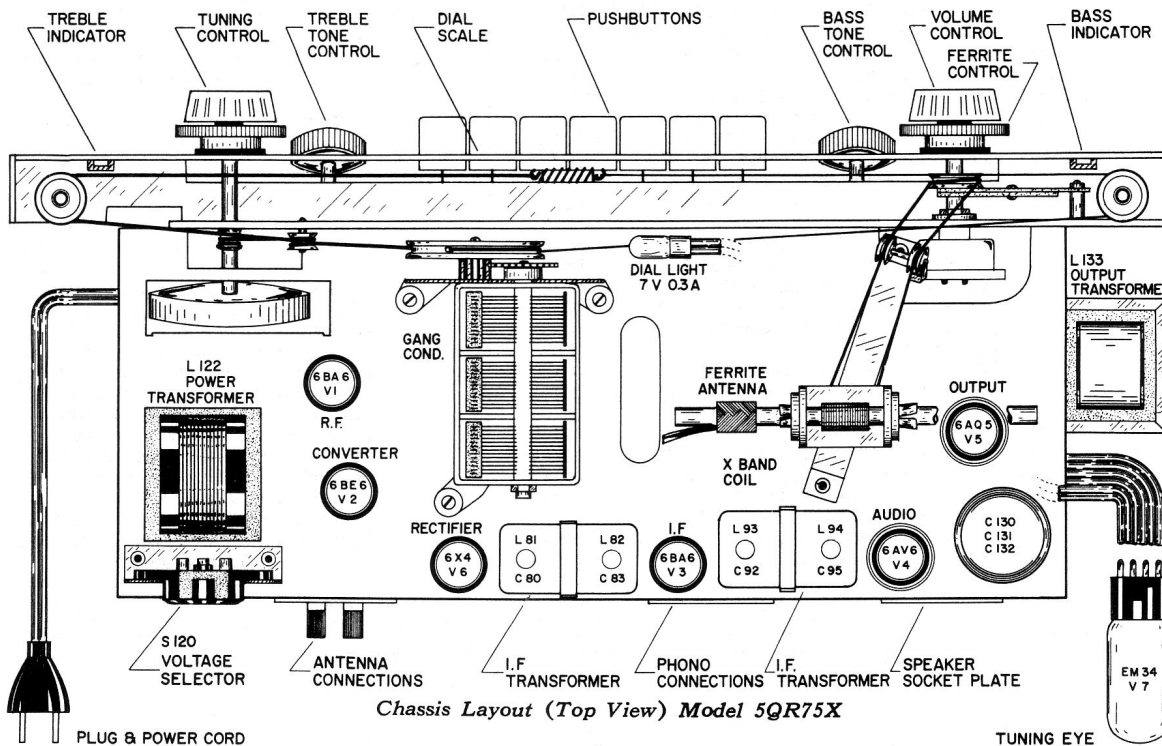 TREBLE
INDICATOR
TUNING
CONTROL
TREBLE
TONE
CONTROL
DIAL
SCALE
PUSHBUTTONS
BASS
TONE
CONTROL
VOLUME
CONTROL
FERRITE
CONTROL
BASS
INDICATOR
DIAL LIGHT
7 V 0.3 A
L 133
OUTPUT
TRANSFORME
GANG
COND.
L 122
POWER
TRANSFORMER
6 BA 6
V 1
R.F.
FERRITE
ANTENNA
OUTPUT
6 AQ 5
V 5
CONVERTER
6 BE 6
V 2
X BAND
COIL
RECTIFIER
6 X 4
V 6
L 81
C 80
L 82
C 83
I.F
6BA6
V 3
L 93
C 92
L 94
C 95
AUDIO
6 AV 6
V 4
C 130
C 131
C 132
S 120
VOLTAGE
SELECTOR
ANTENNA
CONNECTIONS
I.F
TRANSFORMER
PHONO
CONNECTIONS
I.F.
TRANSFORMER
SPEAKER
SOCKET PLATE
EM 34
V 7
Chassis Layout (Top View) Model 5QR75X
PLUG & POWER CORD
TUNING EYE